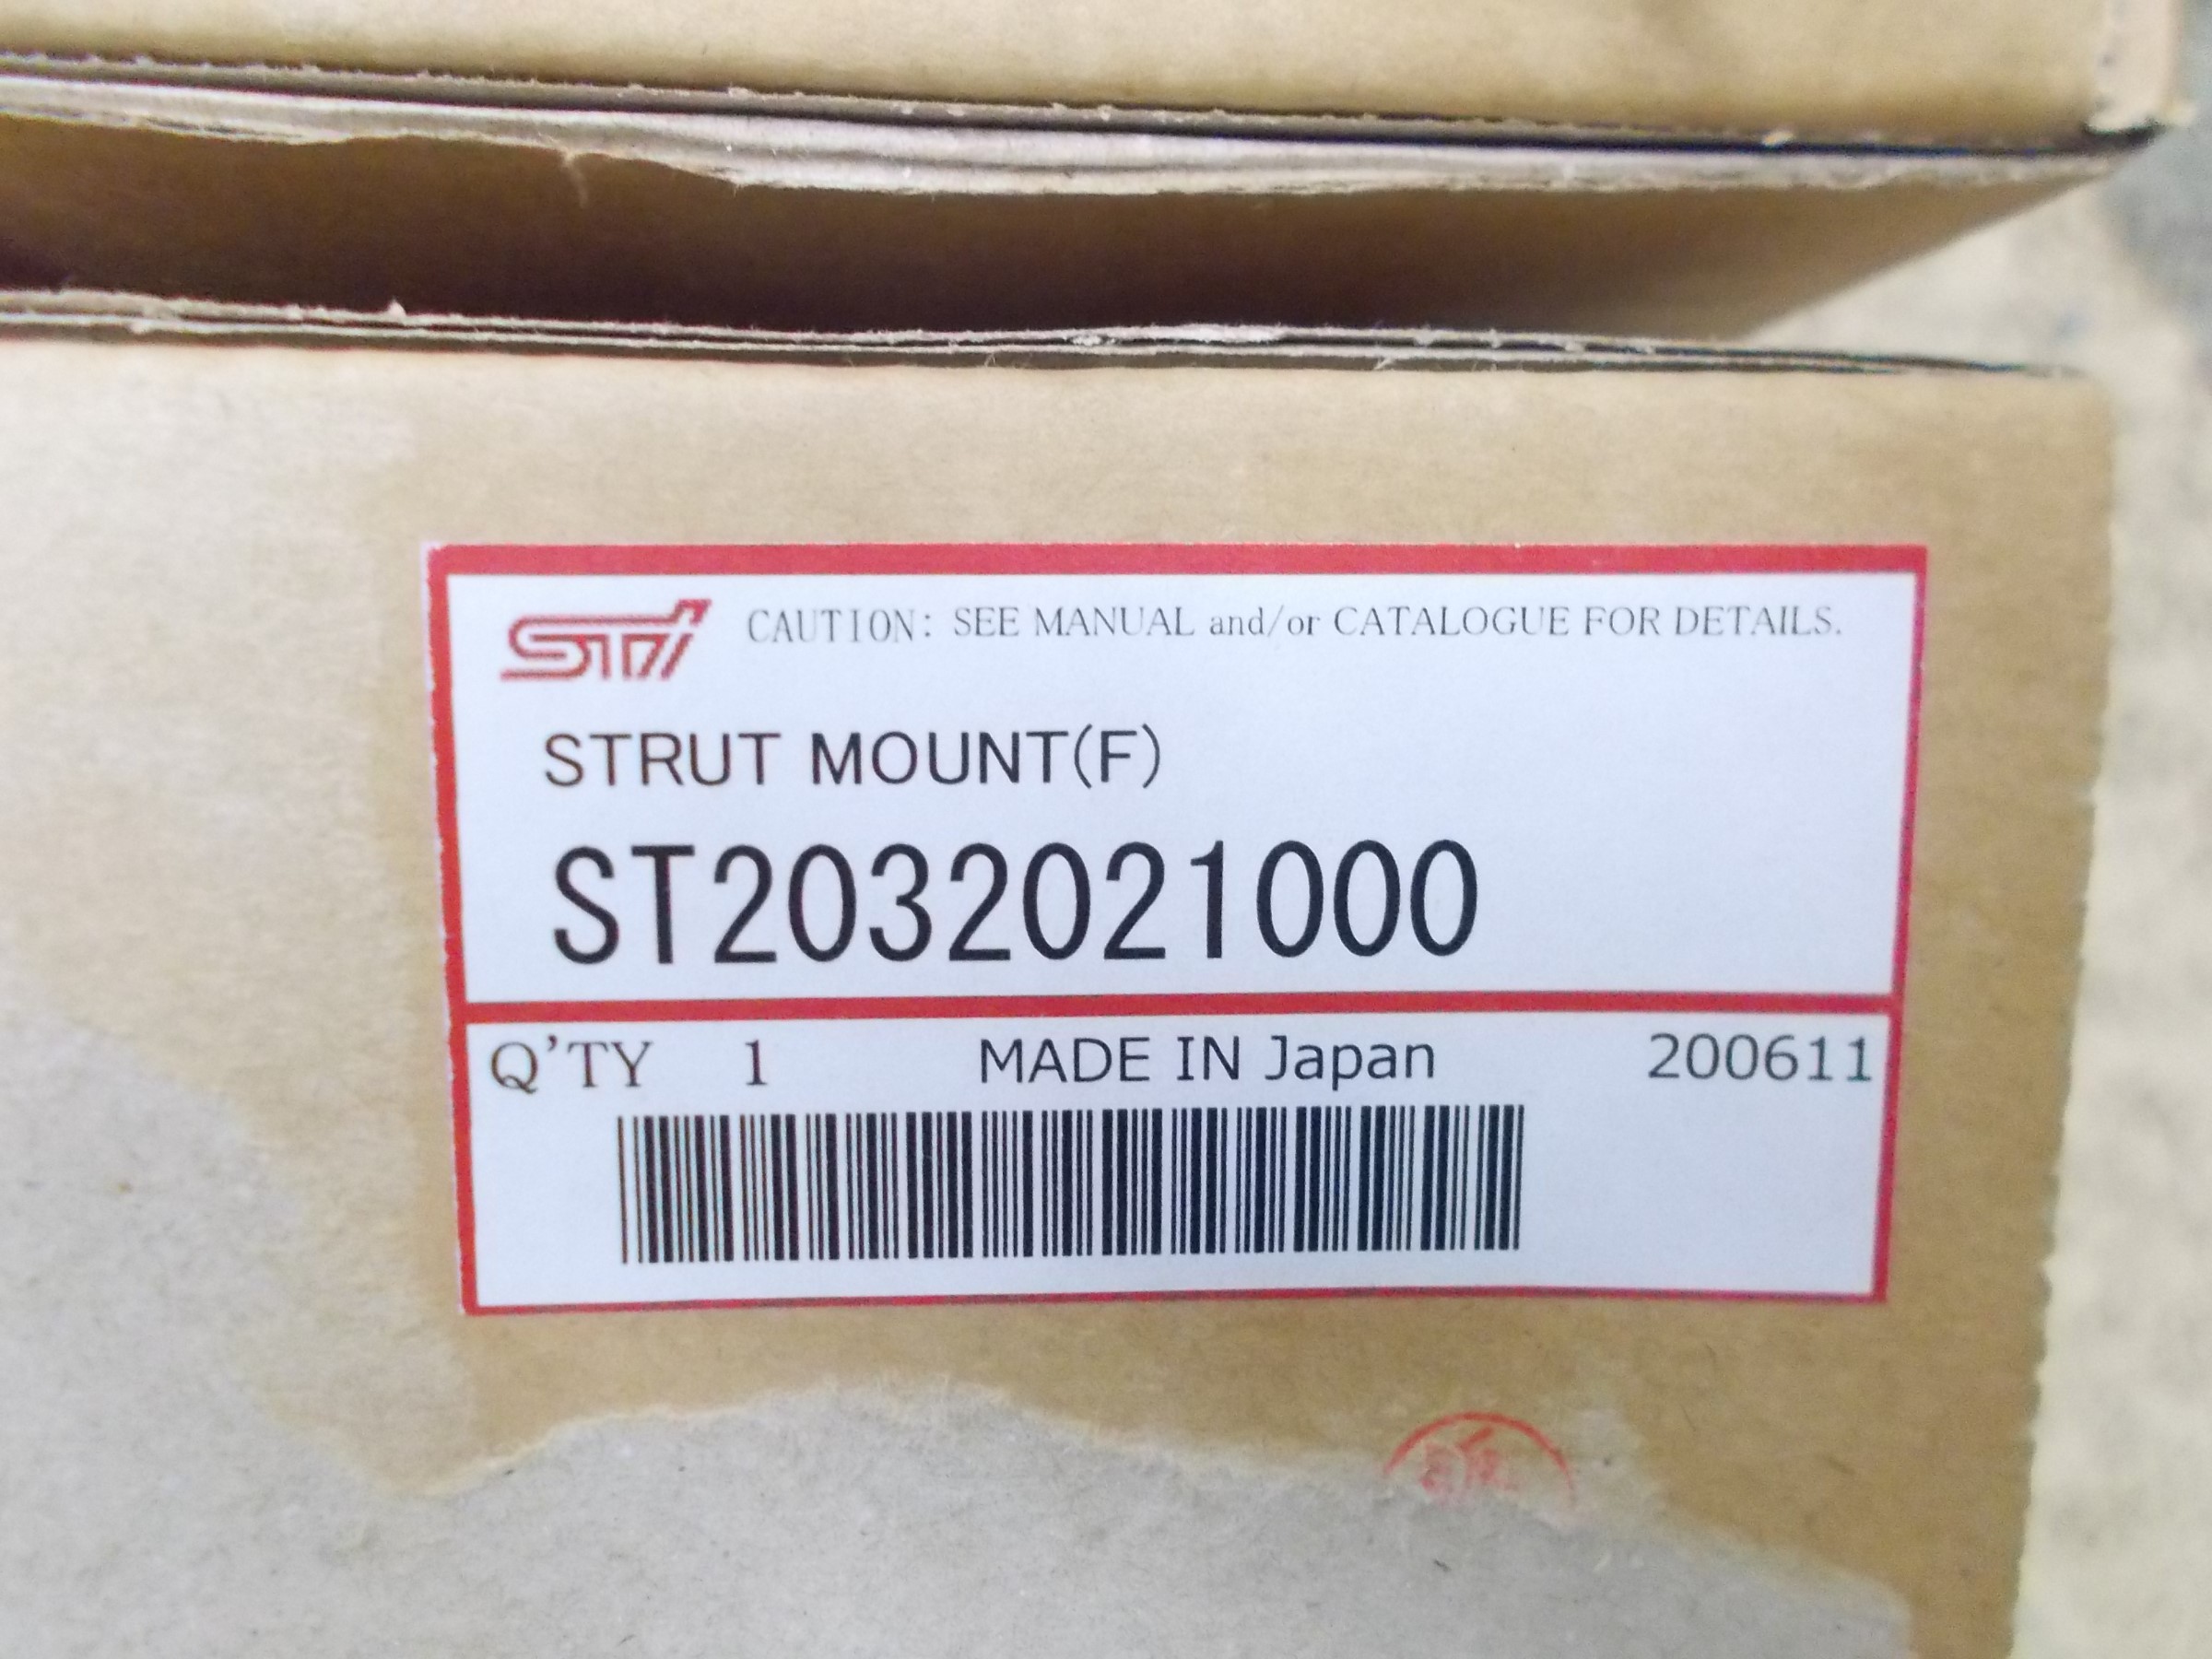 STI CAUTION: SEE MANUAL and/or CATALOGUE FOR DETAILS.
STRUT MOUNT(F)
ST2032021000
Q'TY 1 MADE IN Japan 200611